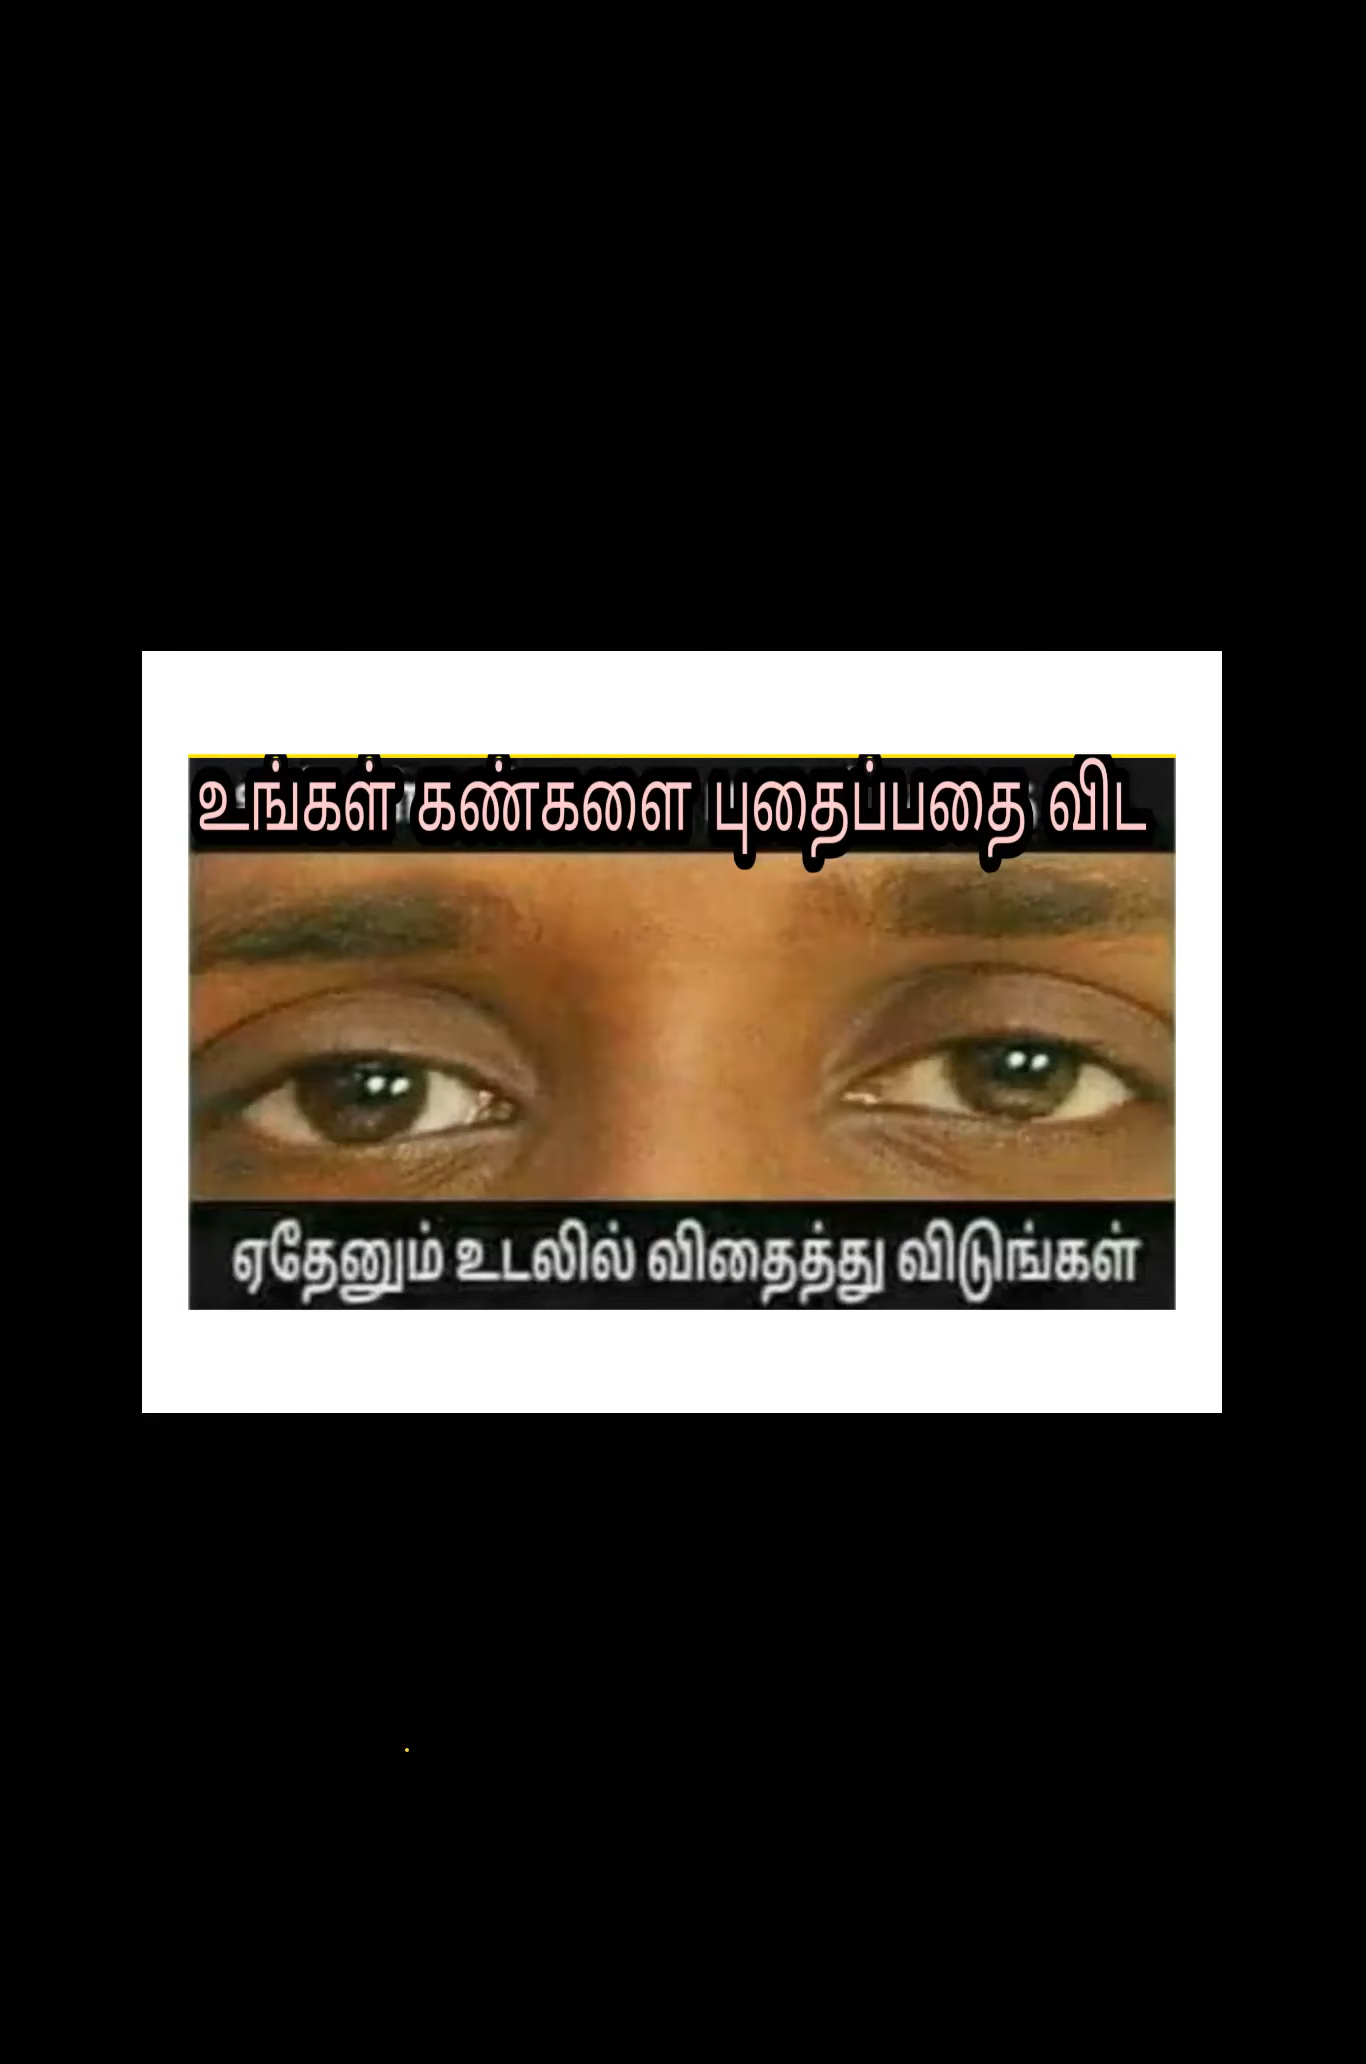 உங்கள் கண்களை புதைப்பதை விட
ஏதேனும் உடலில் விதைத்து விடுங்கள்